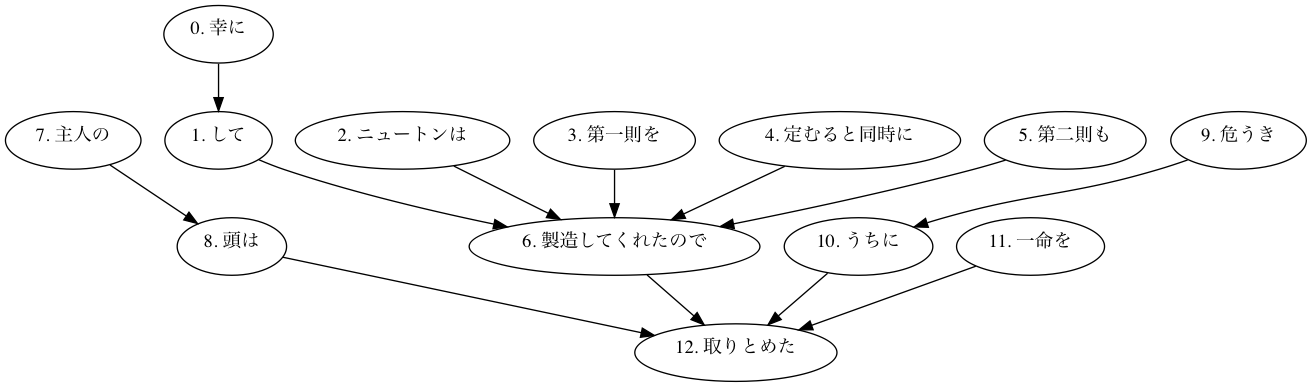 0. 幸に
7. 主人の
1. して
2. ニュートンは
3. 第一則を
4. 定むると同時に
5. 第二則も
9. 危うき
8. 頭は
6. 製造してくれたので
10. うちに
11. 一命を
12. 取りとめた